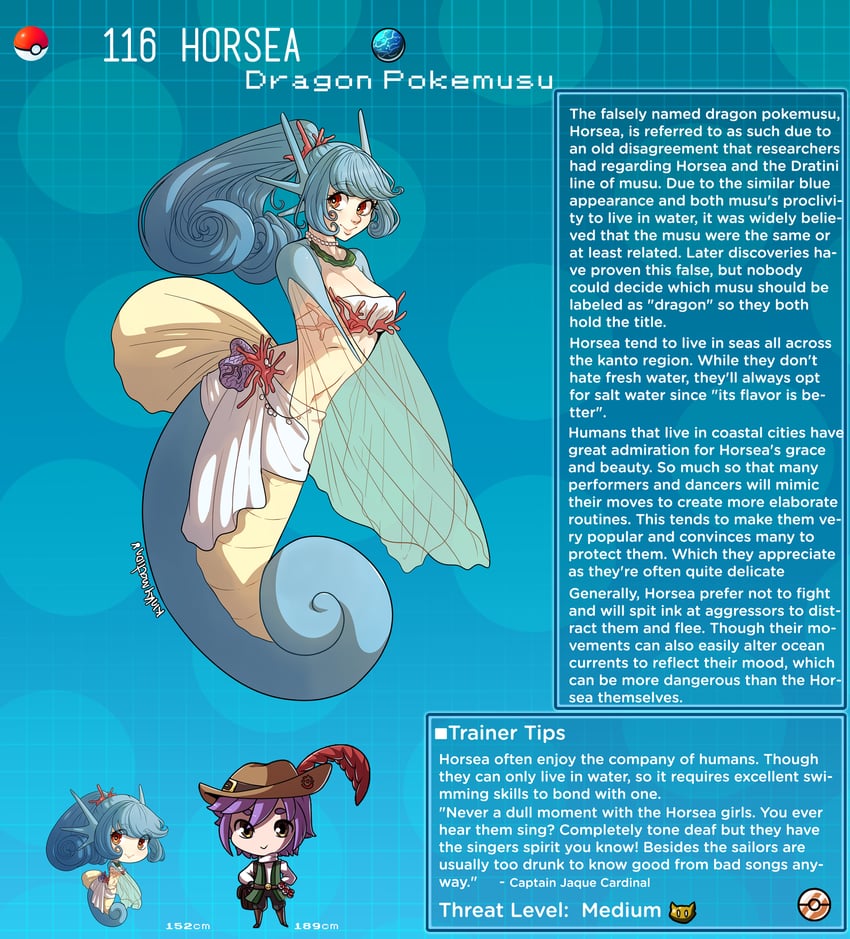 116 HORSEA
Dragon Pokemusu
The falsely named dragon pokemusu,
Horsea, is referred to as such due to
an old disagreement that researchers
had regarding Horsea and the Dratini
line of musu. Due to the similar blue
appearance and both musu's proclivi-
ty to live in water, it was widely belie-
ved that the musu were the same or
at least related. Later discoveries ha-
ve proven this false, but nobody
could decide which musu should be
labeled as "dragon" so they both
hold the title.
Horsea tend to live in seas all across
the kanto region. While they don't
hate fresh water, they'll always opt
for salt water since "its flavor is be-
tter".
Humans that live in coastal cities have
great admiration for Horsea's grace
and beauty. So much so that many
performers and dancers will mimic
their moves to create more elaborate
routines. This tends to make them ve-
ry popular and convinces many to
protect them. Which they appreciate
as they're often quite delicate
Generally, Horsea prefer not to fight
and will spit ink at aggressors to dist-
ract them and flee. Though their mo-
vements can also easily alter ocean
currents to reflect their mood, which
can be more dangerous than the Hor-
sea themselves.
Trainer Tips
Horsea often enjoy the company of humans. Though
they can only live in water, so it requires excellent swi-
mming skills to bond with one.
"Never a dull moment with the Horsea girls. You ever
hear them sing? Completely tone deaf but they have
the singers spirit you know! Besides the sailors are
usually too drunk to know good from bad songs any-
way." - Captain Jaque Cardinal
Threat Level: Medium
152cm
189cm